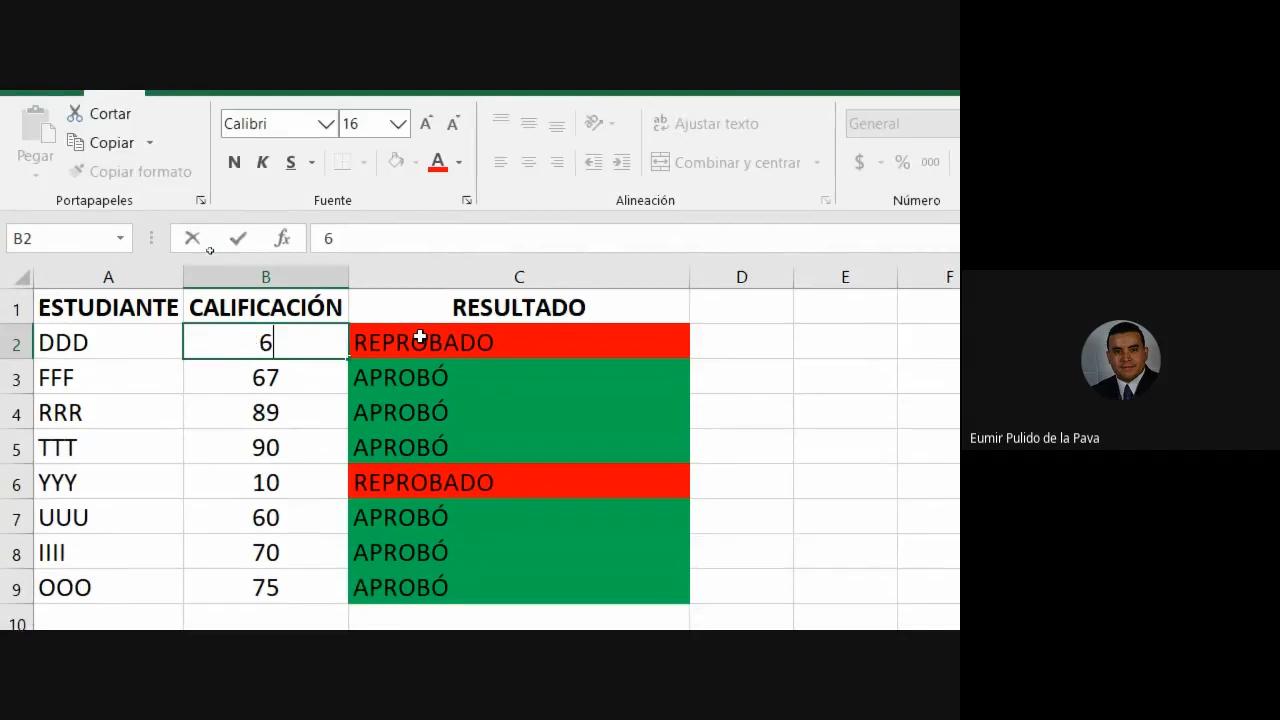 Cortar
Copiar
Copiar formato
Pegar
Portapapeles
Calibri 16 A A
N K S A
Fuente
ab Ajustar texto
Combinar y centrar
Alineación
General
$ % 000
Número
B2 fx 6
A B C D E F
1 ESTUDIANTE CALIFICACIÓN RESULTADO
2 DDD 6 REPROBADO
3 FFF 67 APROBÓ
4 RRR 89 APROBÓ
5 TTT 90 APROBÓ
6 YYY 10 REPROBADO
7 UUU 60 APROBÓ
8 IIII 70 APROBÓ
9 OOO 75 APROBÓ
10
Eumir Pulido de la Pava